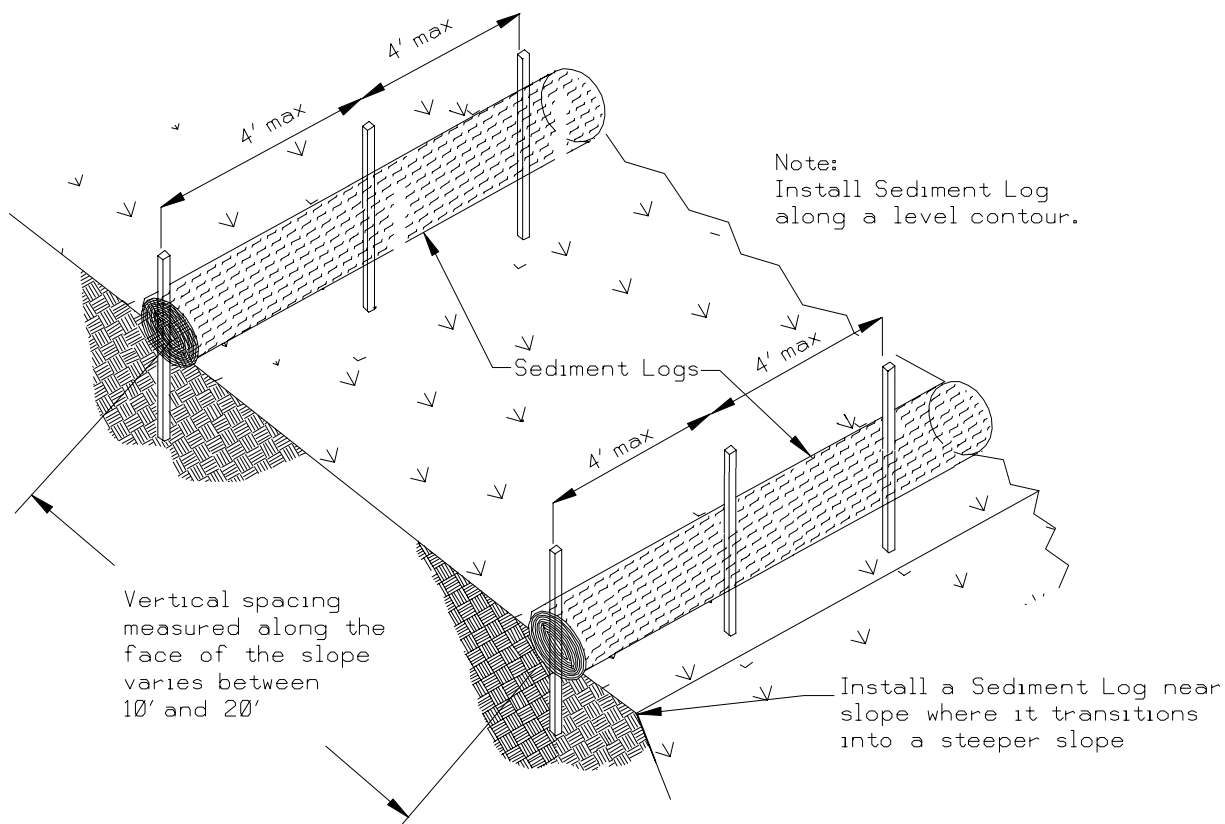 4' max
4' max
Note:
Install Sediment Log
along a level contour.
Sediment Logs
4' max
4' max
Vertical spacing
measured along the
face of the slope
varies between
10' and 20'
Install a Sediment Log near
slope where it transitions
into a steeper slope